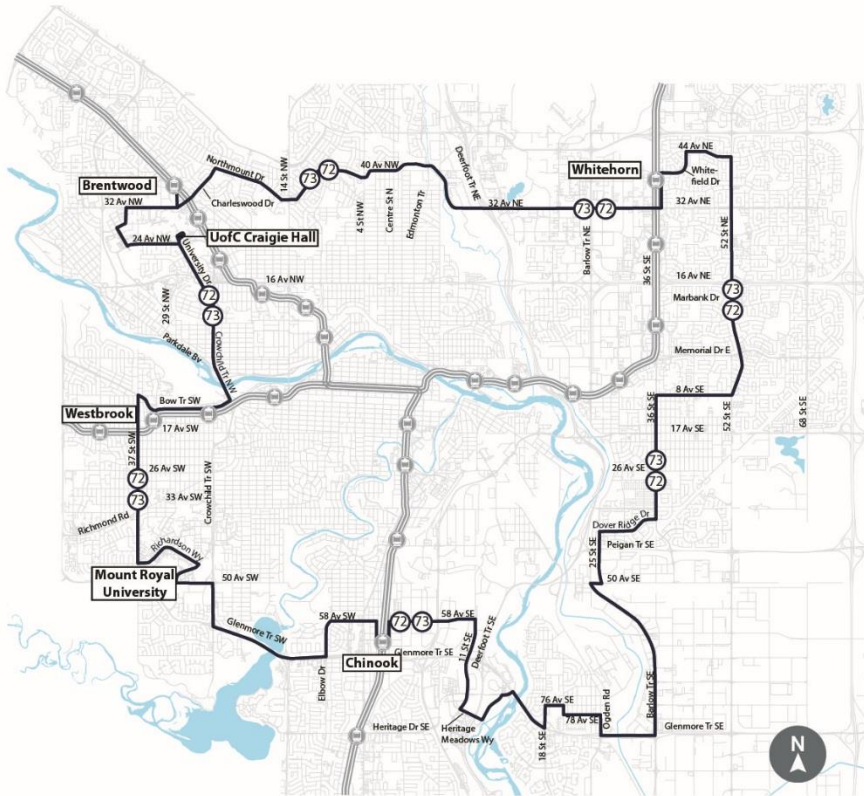 44 Av NE
Northmount Dr
14 St NW
72
73
40 Av NW
Deerfoot Tr NE
Whitehorn
White-
field Dr
Brentwood
Charleswood Dr
4 St NW
Centre St N
Edmonton Tr
32 Av NW
32 Av NE
73
72
32 Av NE
52 St NE
UofC Craigie Hall
24 Av NW
University Dr
Barlow Tr NE
36 St SE
16 Av NW
16 Av NE
29 St NW
72
73
Marbank Dr
73
72
Crowchild Tr NW
Parkdale Bv
Memorial Dr E
8 Av SE
Bow Tr SW
Westbrook
17 Av SW
36 St SE
52 St SE
68 St SE
17 Av SE
37 St SW
26 Av SW
72
73
33 Av SW
Crowchild Tr SW
73
26 Av SE
72
Richmond Rd
Dover Ridge Dr
Peigan Tr SE
25 St SE
Richardson Wy
Mount Royal
University
50 Av SW
50 Av SE
58 Av SW
72
73
58 Av SE
Glenmore Tr SW
Elbow Dr
Chinook
Glenmore Tr SE
11 St SE
Deerfoot Tr SE
Barlow Tr SE
76 Av SE
78 Av SE
Ogden Rd
Heritage Dr SE
Heritage
Meadows Wy
18 St SE
Glenmore Tr SE
N